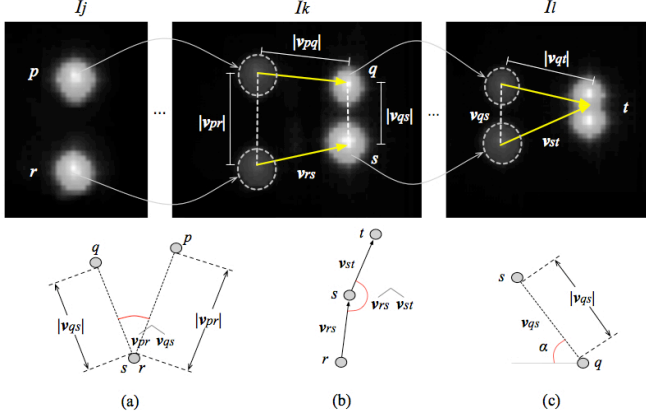 Ij Ik Il
|vpq|
|vqt|
p q
... |vpr| |vqs| ... vqs t
r vrs s vst
q p t
vst s
|vqs| |vpr| s vrs vst vqs |vqs|
vpr vqs vrs α
s r r q
(a) (b) (c)